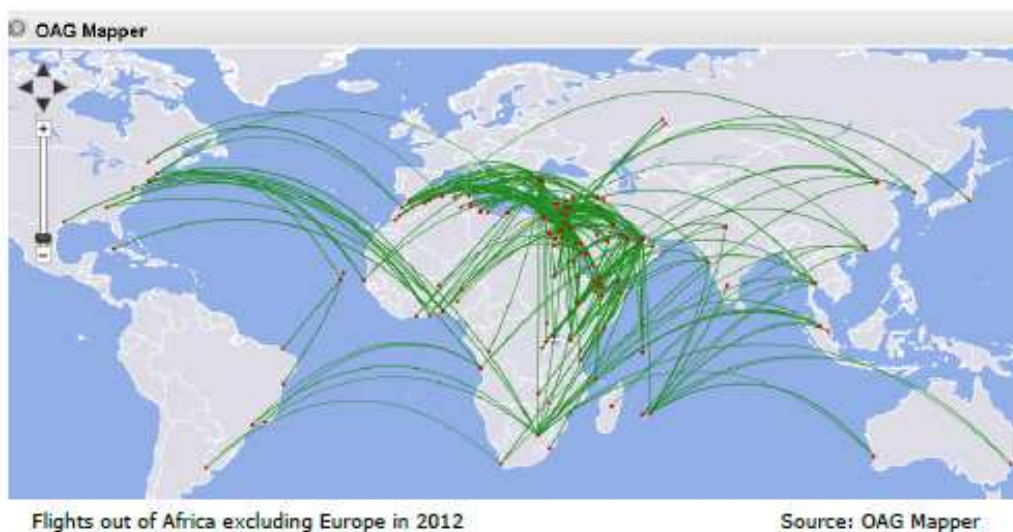 OAG Mapper
+
−
Flights out of Africa excluding Europe in 2012
Source: OAG Mapper